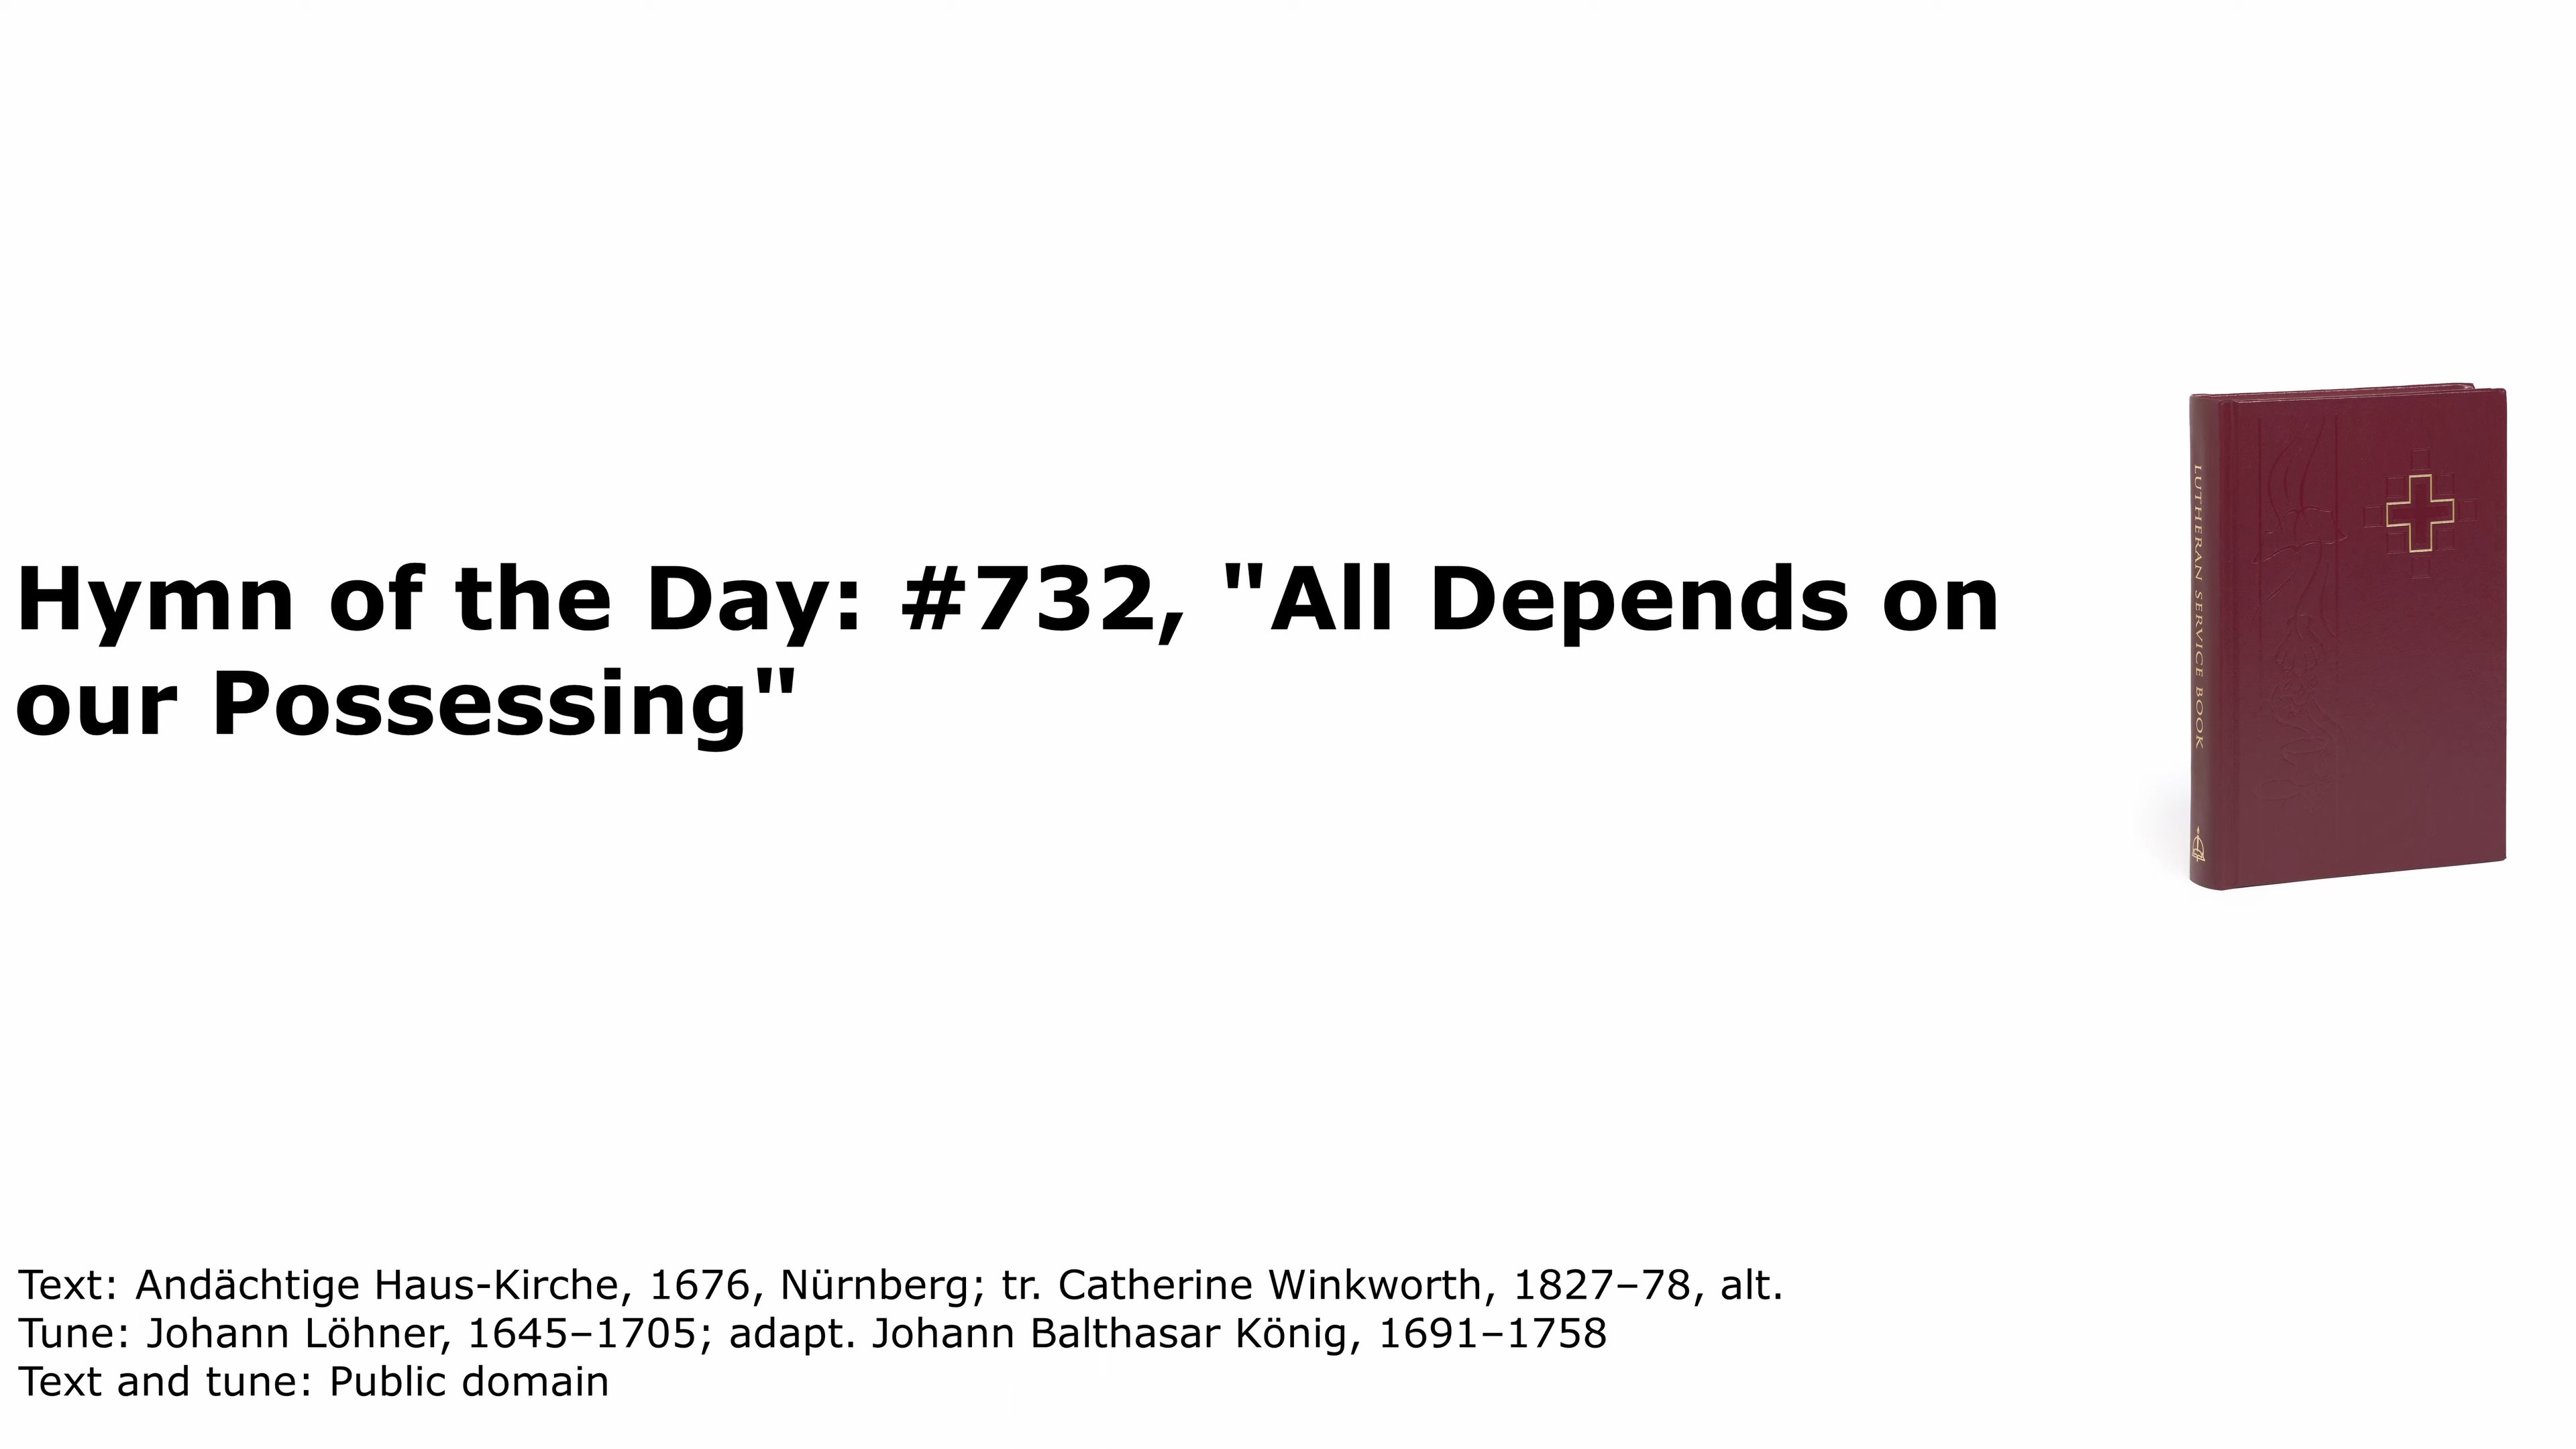 Hymn of the Day: #732, "All Depends on
our Possessing"
LUTHERAN SERVICE BOOK
Text: Andächtige Haus-Kirche, 1676, Nürnberg; tr. Catherine Winkworth, 1827–78, alt.
Tune: Johann Löhner, 1645–1705; adapt. Johann Balthasar König, 1691–1758
Text and tune: Public domain